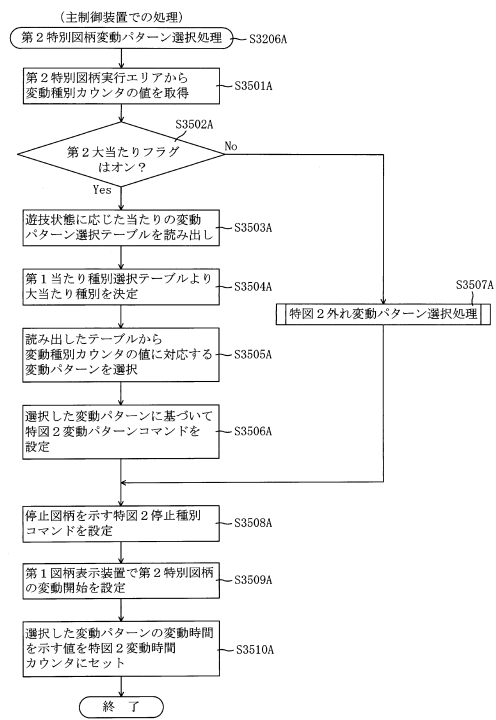 (主制御装置での処理)
第2特別図柄変動パターン選択処理
S3206A
第2特別図柄実行エリアから
変動種別カウンタの値を取得
S3501A
S3502A
第2大当たりフラグ
はオン?
No
Yes
遊技状態に応じた当たりの変動
パターン選択テーブルを読み出し
S3503A
第1当たり種別選択テーブルより
大当たり種別を決定
S3504A
S3507A
特図2外れ変動パターン選択処理
読み出したテーブルから
変動種別カウンタの値に対応する
変動パターンを選択
S3505A
選択した変動パターンに基づいて
特図2変動パターンコマンドを
設定
S3506A
停止図柄を示す特図2停止種別
コマンドを設定
S3508A
第1図柄表示装置で第2特別図柄
の変動開始を設定
S3509A
選択した変動パターンの変動時間
を示す値を特図2変動時間
カウンタにセット
S3510A
終 了